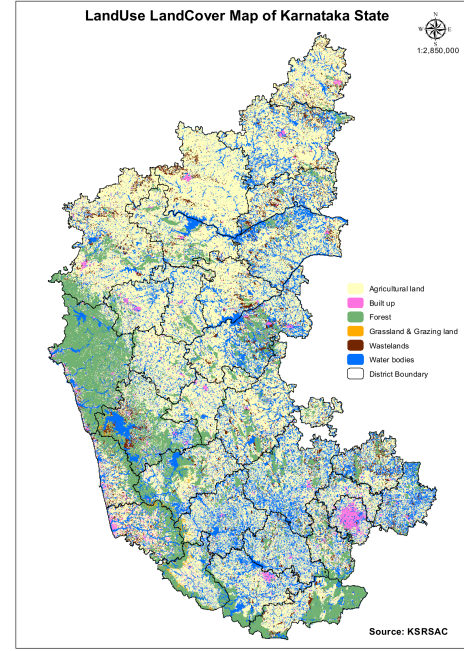 LandUse LandCover Map of Karnataka State
N
W E
S
1:2,850,000
Agricultural land
Built up
Forest
Grassland & Grazing land
Wastelands
Water bodies
District Boundary
Source: KSRSAC